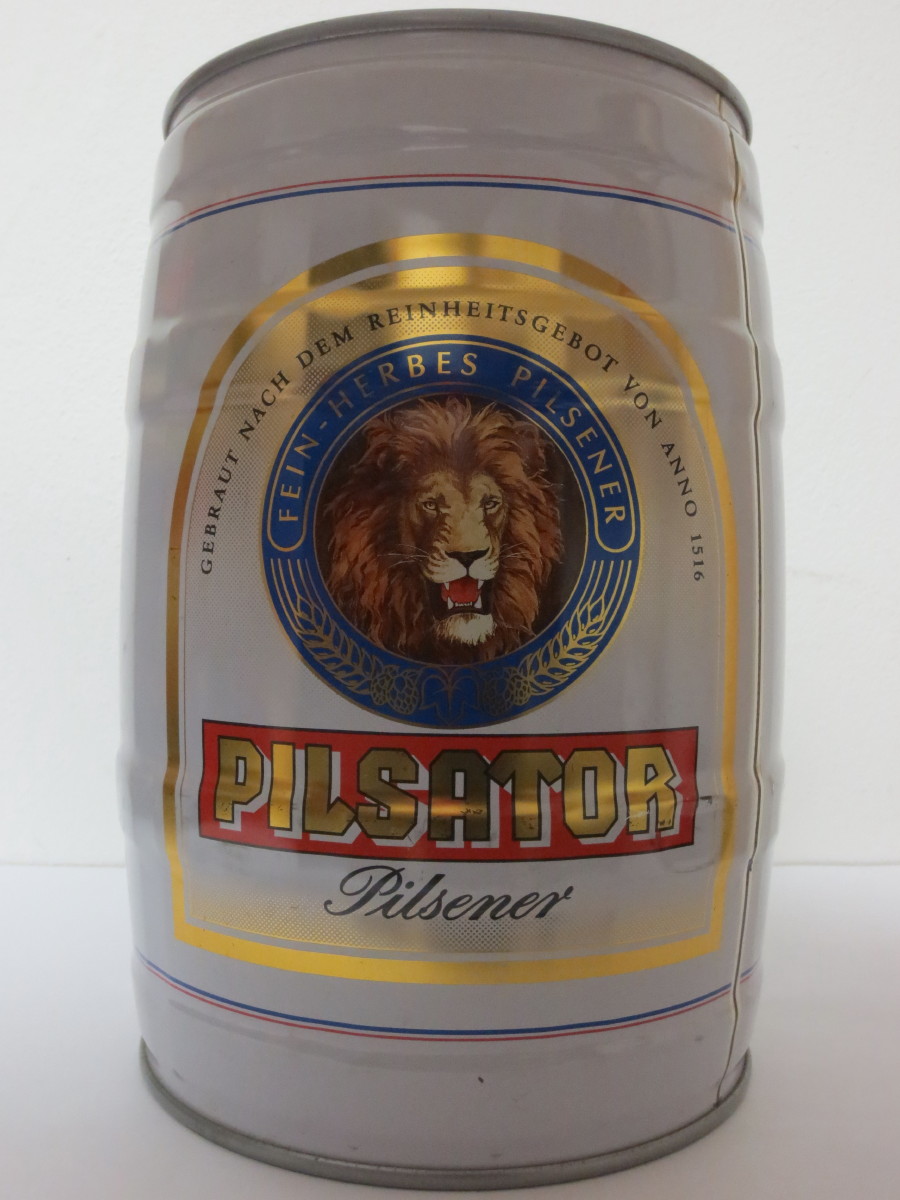 GEBRAUT NACH DEM REINHEITSGEBOT VON ANNO 1516
FEIN-HERBES PILSENER
PILSATOR
Pilsener